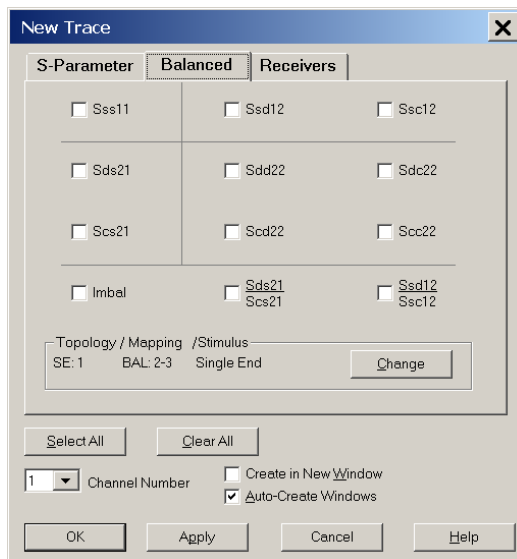 New Trace
S-Parameter Balanced Receivers
Sss11 Ssd12 Ssc12
Sds21 Sdd22 Sdc22
Scs21 Scd22 Scc22
Imbal Sds21 Ssd12
Scs21 Ssc12
Topology / Mapping /Stimulus
SE: 1 BAL: 2-3 Single End Change
Select All Clear All
1 Channel Number Create in New Window
Auto-Create Windows
OK Apply Cancel Help